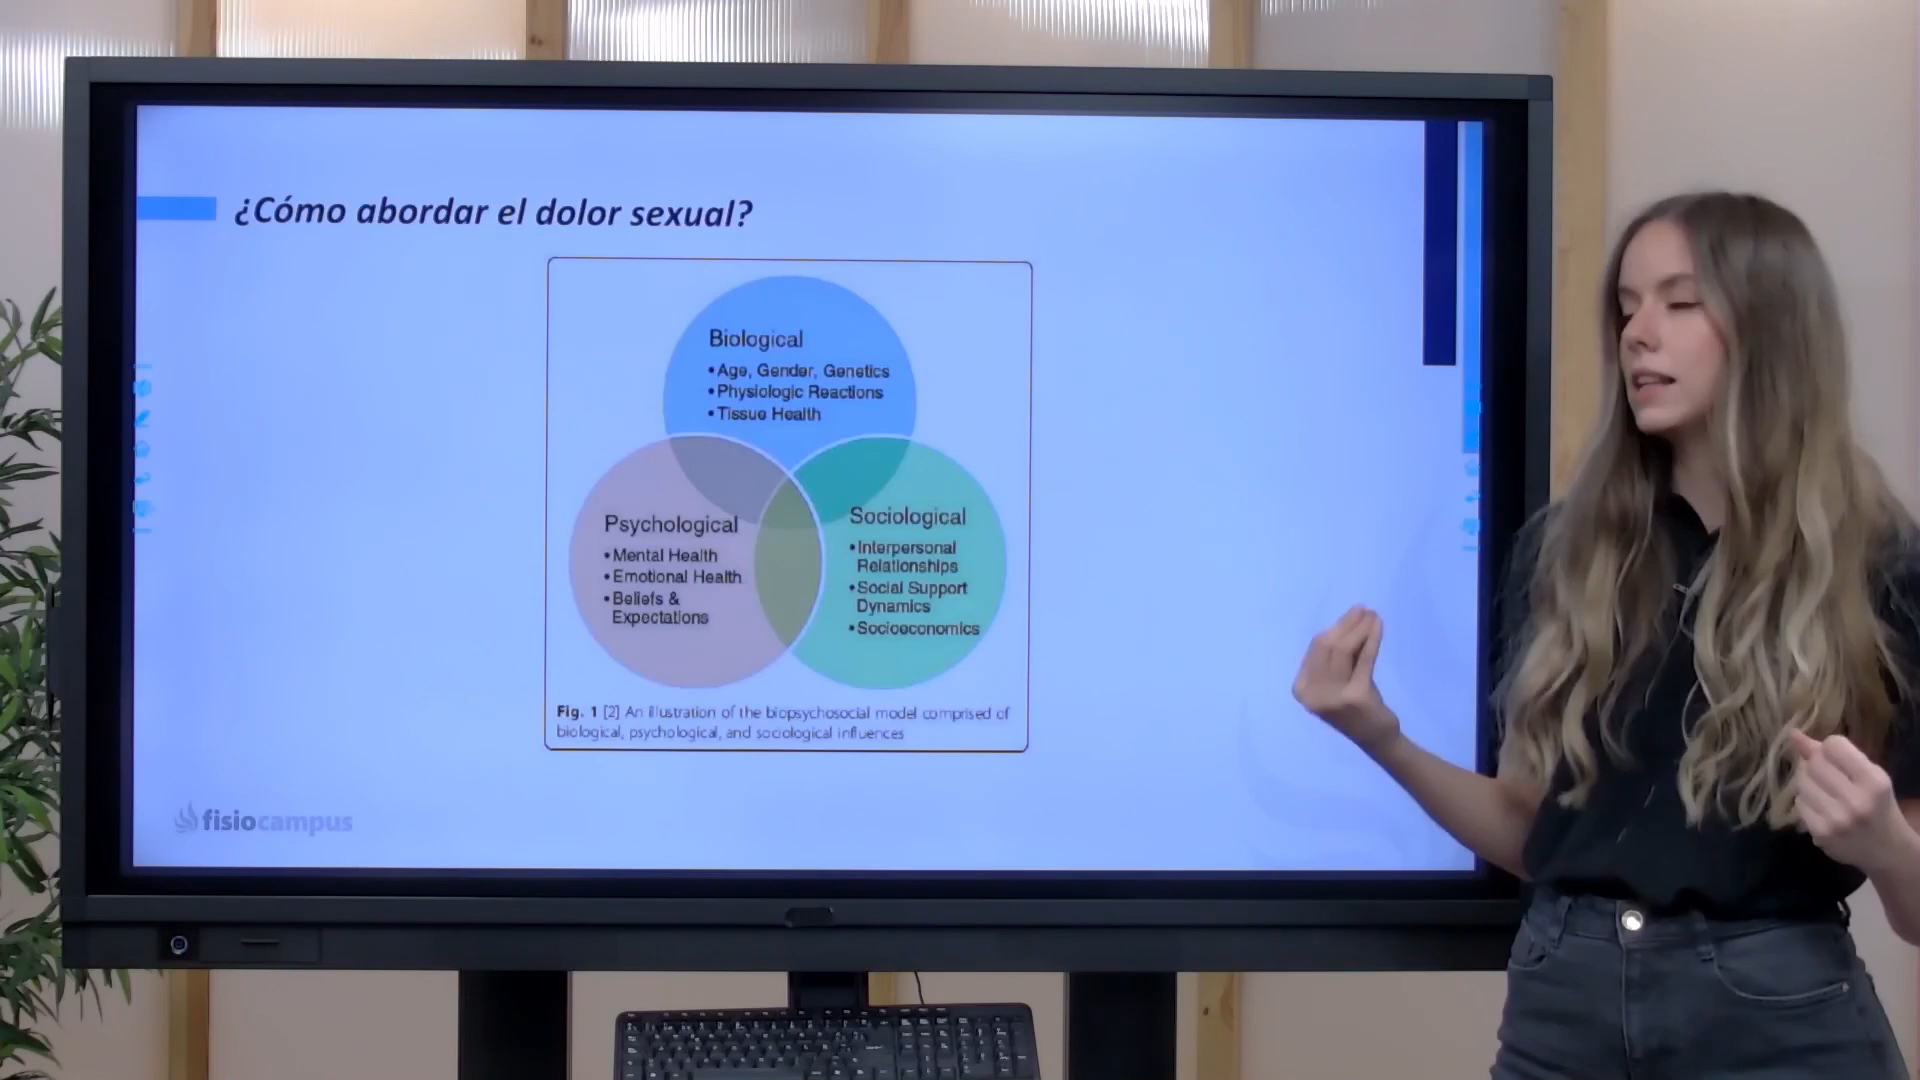 ¿Cómo abordar el dolor sexual?
Biological
•Age, Gender, Genetics
•Physiologic Reactions
•Tissue Health
Psychological
•Mental Health
•Emotional Health
•Beliefs &
Expectations
Sociological
•Interpersonal
Relationships
•Social Support
Dynamics
•Socioeconomics
Fig. 1 [2] An illustration of the biopsychosocial model comprised of
biological, psychological, and sociological influences
fisiocampus